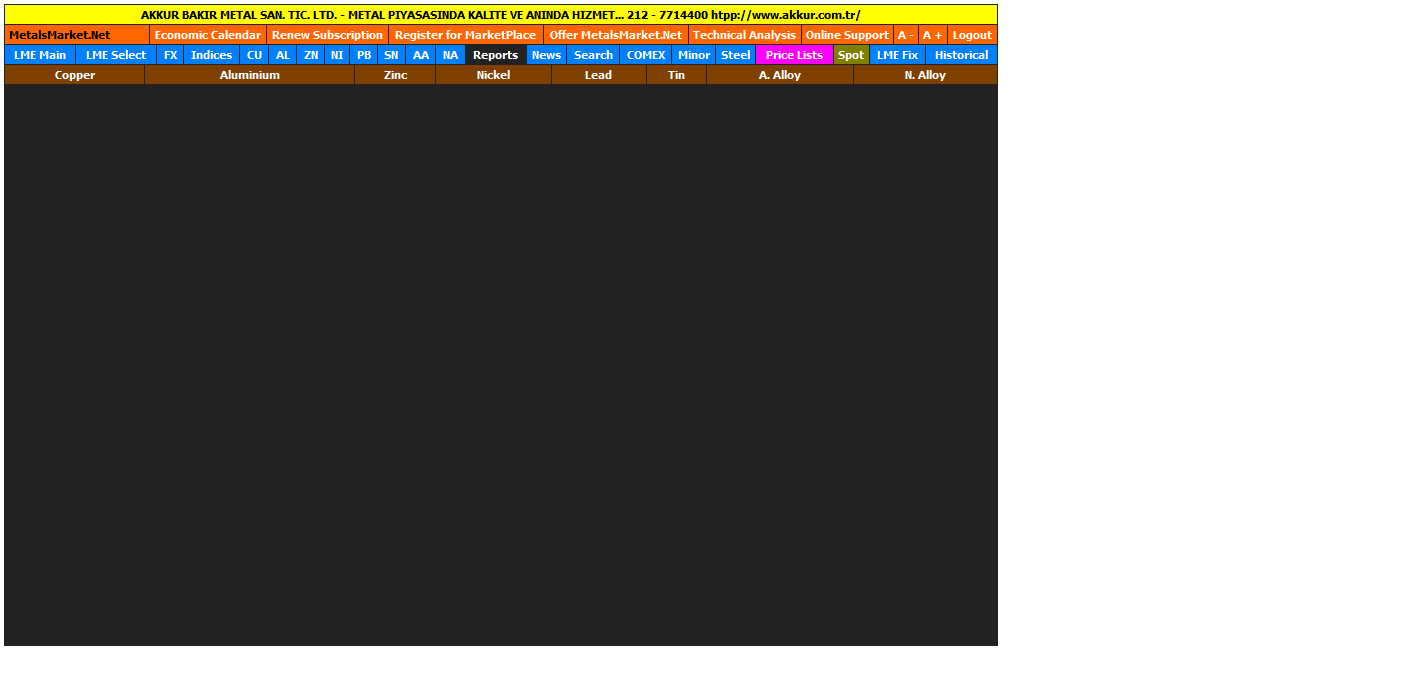 AKKUR BAKIR METAL SAN. TIC. LTD. - METAL PIYASASINDA KALITE VE ANINDA HIZMET... 212 - 7714400 htpp://www.akkur.com.tr/
MetalsMarket.Net Economic Calendar Renew Subscription Register for MarketPlace Offer MetalsMarket.Net Technical Analysis Online Support A - A + Logout
LME Main LME Select FX Indices CU AL ZN NI PB SN AA NA Reports News Search COMEX Minor Steel Price Lists Spot LME Fix Historical
Copper Aluminium Zinc Nickel Lead Tin A. Alloy N. Alloy